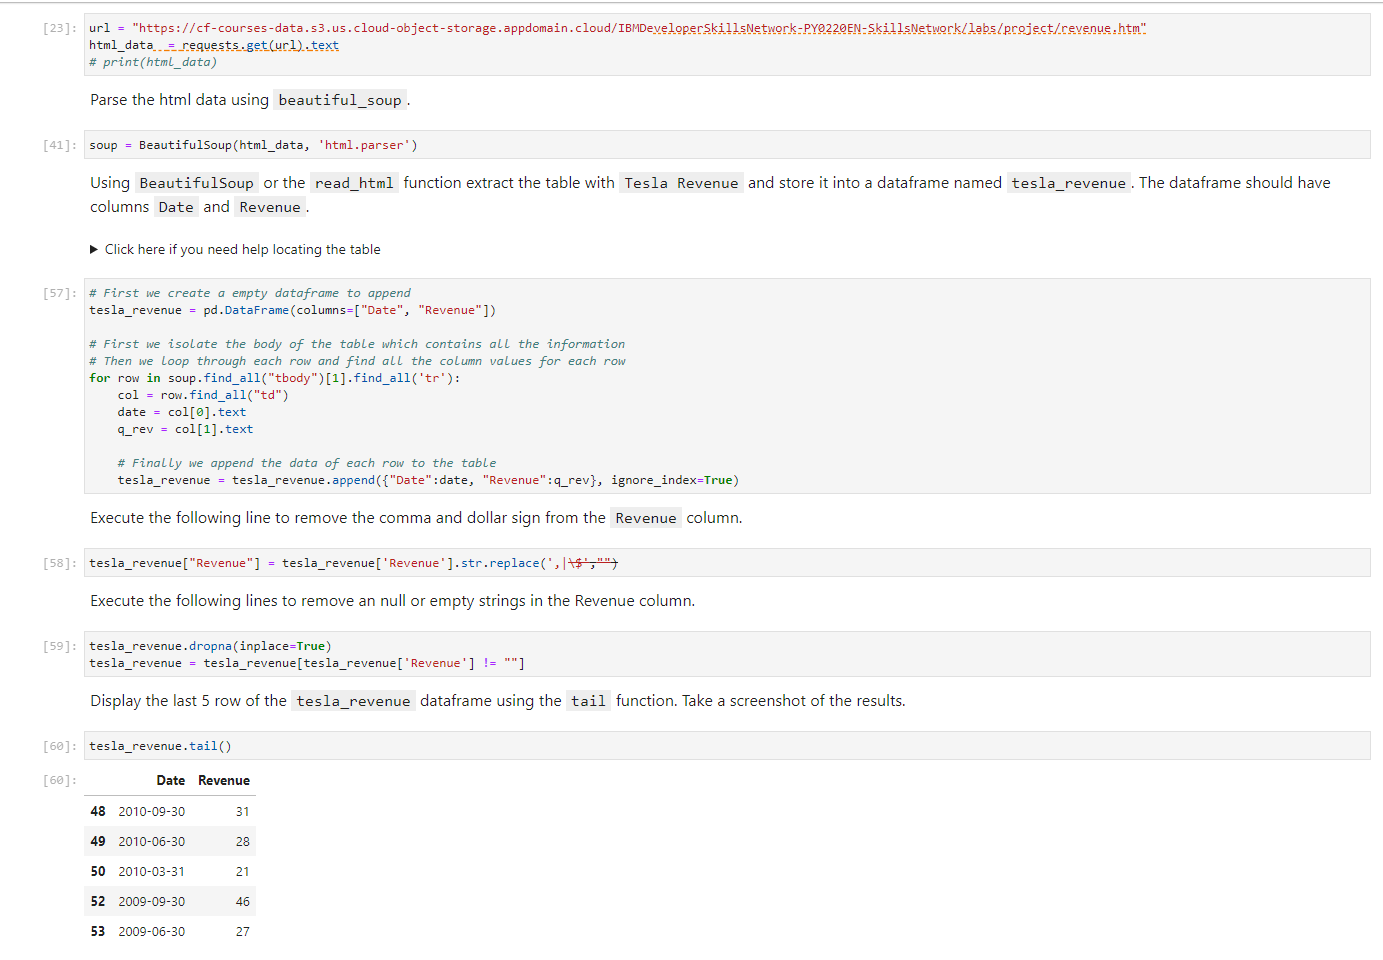 [23]: url = "https://cf-courses-data.s3.us.cloud-object-storage.appdomain.cloud/IBMDeveloperSkillsNetwork-PY0220EN-SkillsNetwork/labs/project/revenue.htm"
html_data  = requests.get(url).text
# print(html_data)
Parse the html data using beautiful_soup.
[41]: soup = BeautifulSoup(html_data, 'html.parser')
Using BeautifulSoup or the read_html function extract the table with Tesla Revenue and store it into a dataframe named tesla_revenue. The dataframe should have
columns Date and Revenue.
▶ Click here if you need help locating the table
[57]: # First we create a empty dataframe to append
tesla_revenue = pd.DataFrame(columns=["Date", "Revenue"])
# First we isolate the body of the table which contains all the information
# Then we loop through each row and find all the column values for each row
for row in soup.find_all("tbody")[1].find_all('tr'):
    col = row.find_all("td")
    date = col[0].text
    q_rev = col[1].text
    # Finally we append the data of each row to the table
    tesla_revenue = tesla_revenue.append({"Date":date, "Revenue":q_rev}, ignore_index=True)
Execute the following line to remove the comma and dollar sign from the Revenue column.
[58]: tesla_revenue["Revenue"] = tesla_revenue['Revenue'].str.replace(',|\$',"")
Execute the following lines to remove an null or empty strings in the Revenue column.
[59]: tesla_revenue.dropna(inplace=True)
tesla_revenue = tesla_revenue[tesla_revenue['Revenue'] != ""]
Display the last 5 row of the tesla_revenue dataframe using the tail function. Take a screenshot of the results.
[60]: tesla_revenue.tail()
[60]: Date Revenue
48 2010-09-30 31
49 2010-06-30 28
50 2010-03-31 21
52 2009-09-30 46
53 2009-06-30 27